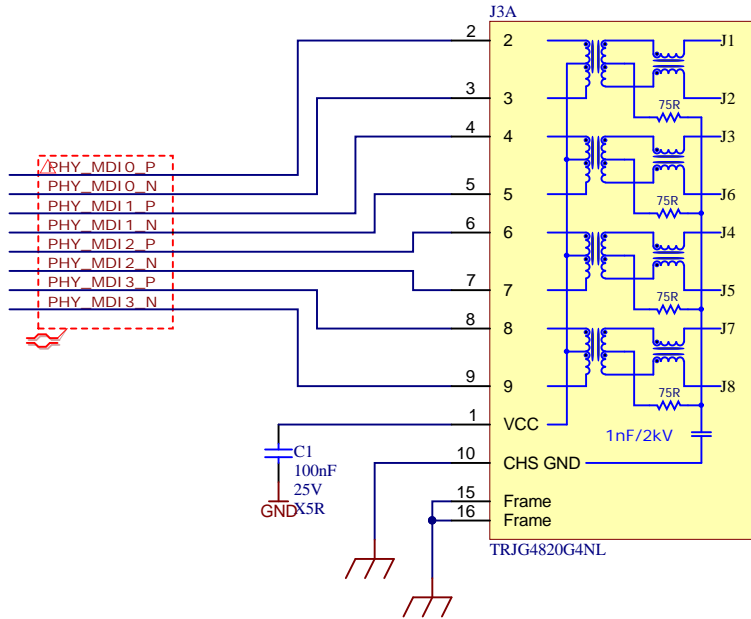 J3A
2 2 J1
3 3 J2
75R
4 4 J3
PHY_MDI0_P
PHY_MDI0_N
5 5 J6
75R
PHY_MDI1_P
PHY_MDI1_N
6 6 J4
PHY_MDI2_P
PHY_MDI2_N
7 7 J5
75R
PHY_MDI3_P
PHY_MDI3_N
8 8 J7
9 9 J8
75R
1 VCC
1nF/2kV
C1
100nF
25V
X5R
GND
10 CHS GND
15 Frame
16 Frame
TRJG4820G4NL